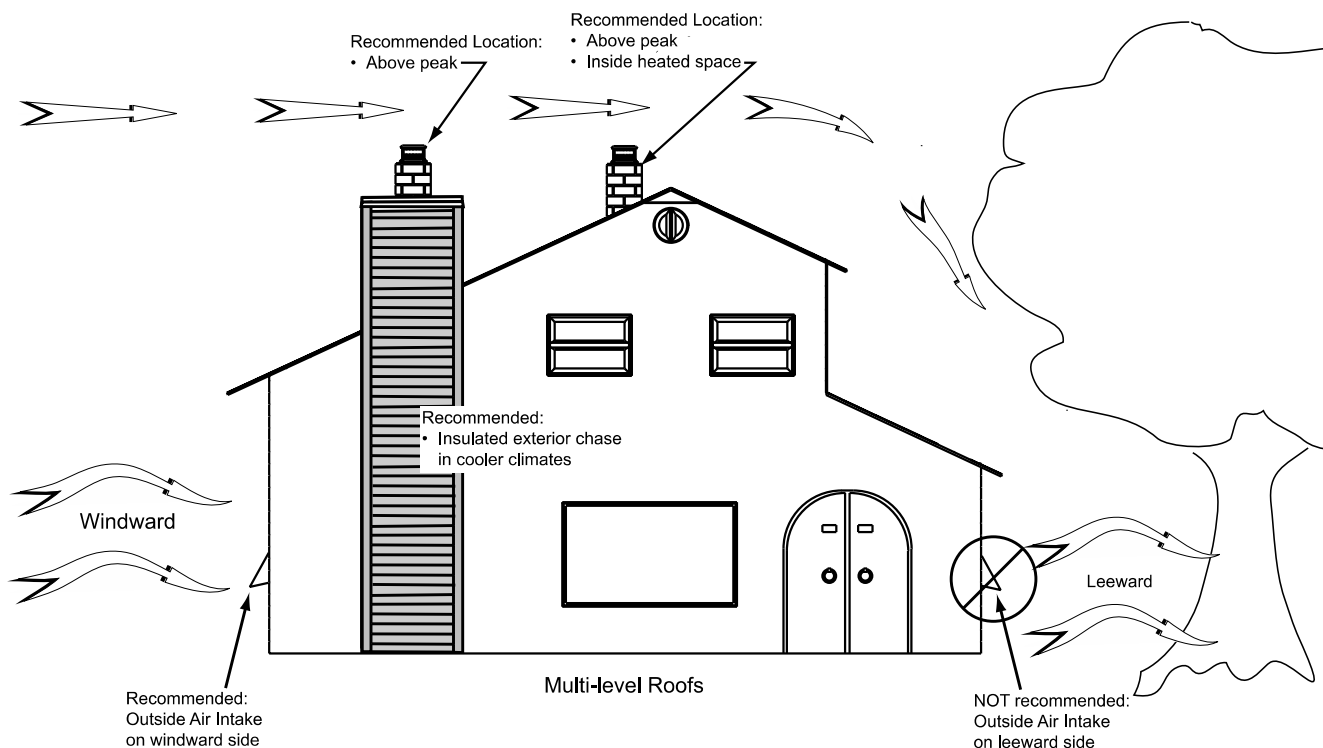 Recommended Location:
• Above peak
Recommended Location:
• Above peak
• Inside heated space
Recommended:
• Insulated exterior chase
in cooler climates
Windward
Leeward
Recommended:
Outside Air Intake
on windward side
Multi-level Roofs
NOT recommended:
Outside Air Intake
on leeward side